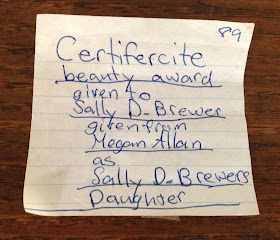 89
Certifercite
beauty award
given to
Sally D-Brewer
given from
Megan Allan
as
Sally D-Brewers
Daughter